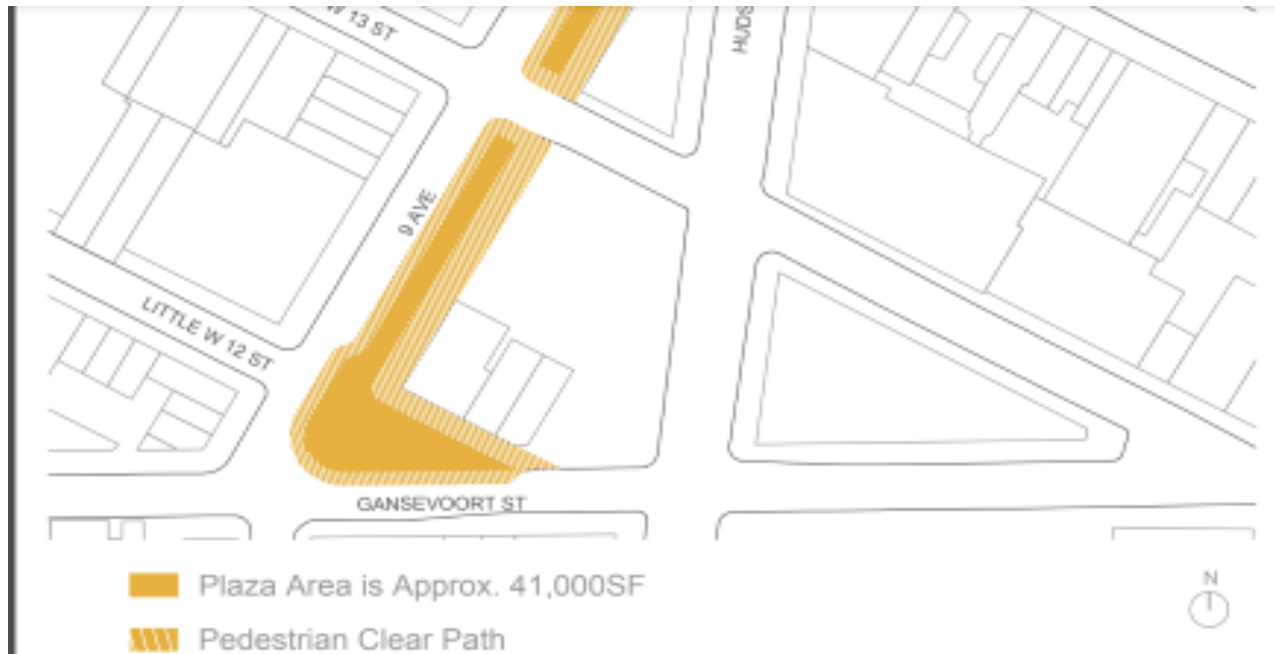 W 13 ST
HUDS
9 AVE
LITTLE W 12 ST
GANSEVOORT ST
Plaza Area is Approx. 41,000SF
N
Pedestrian Clear Path